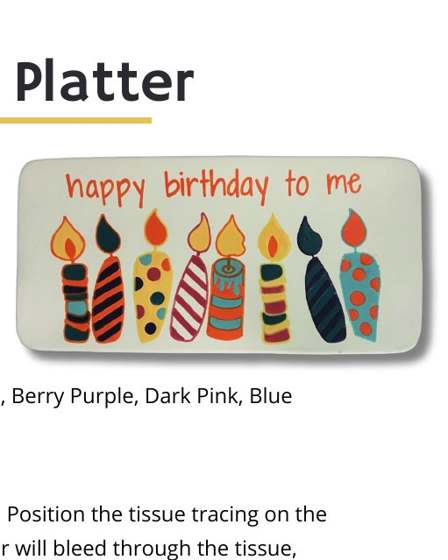 Platter
happy birthday to me
, Berry Purple, Dark Pink, Blue
Position the tissue tracing on the
r will bleed through the tissue,